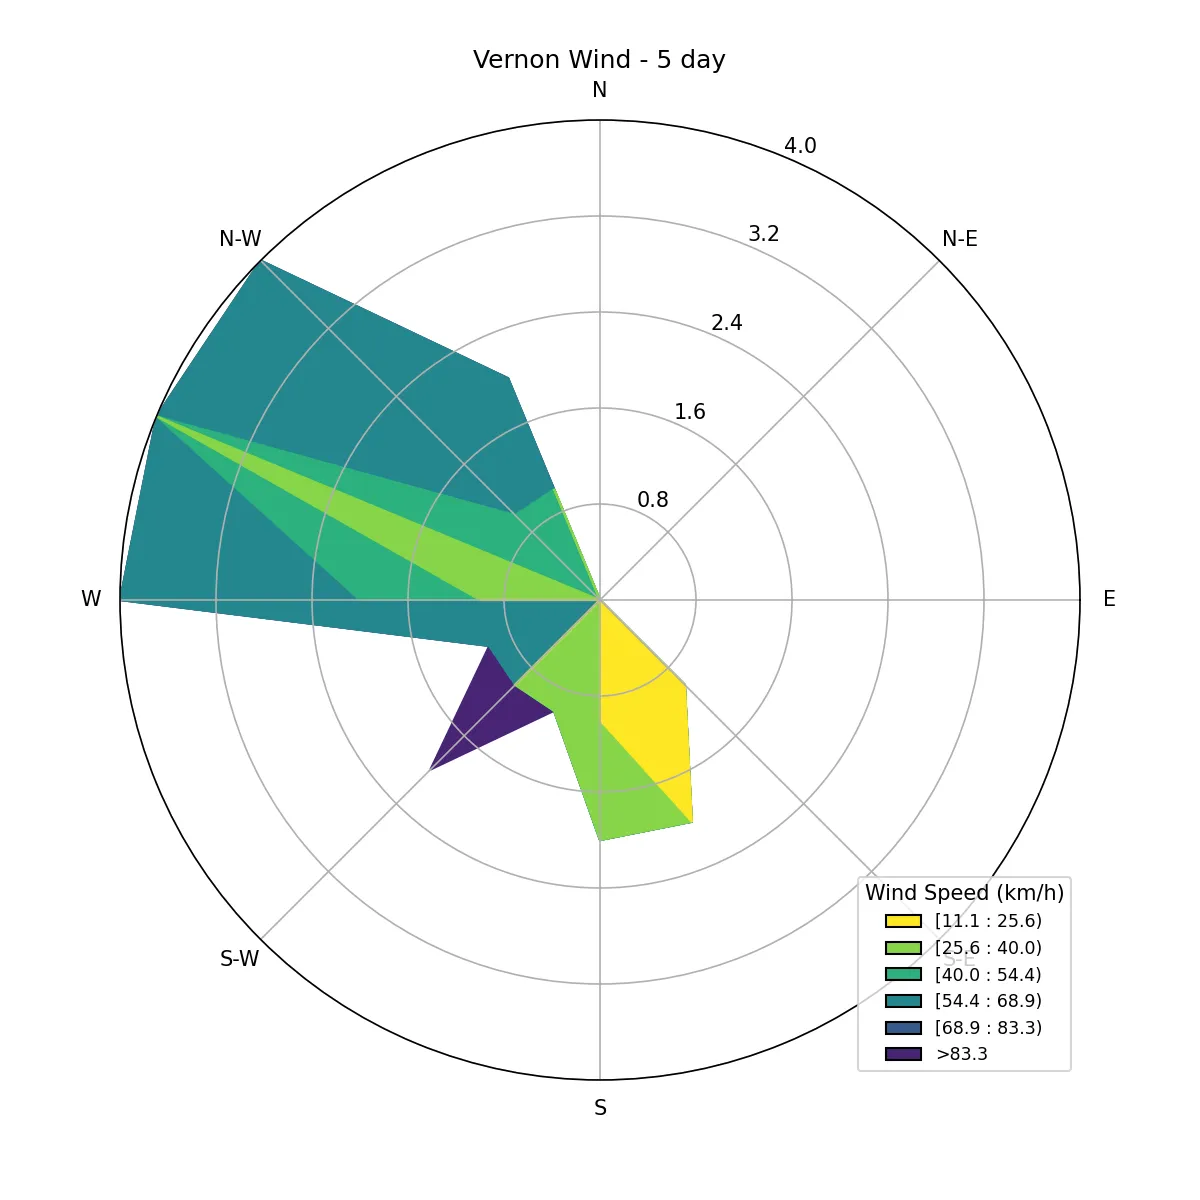 Vernon Wind - 5 day
N
4.0
N-W
3.2
N-E
2.4
1.6
0.8
W
E
Wind Speed (km/h)
[11.1 : 25.6)
[25.6 : 40.0)
S-W
S-E
[40.0 : 54.4)
[54.4 : 68.9)
[68.9 : 83.3)
>83.3
S